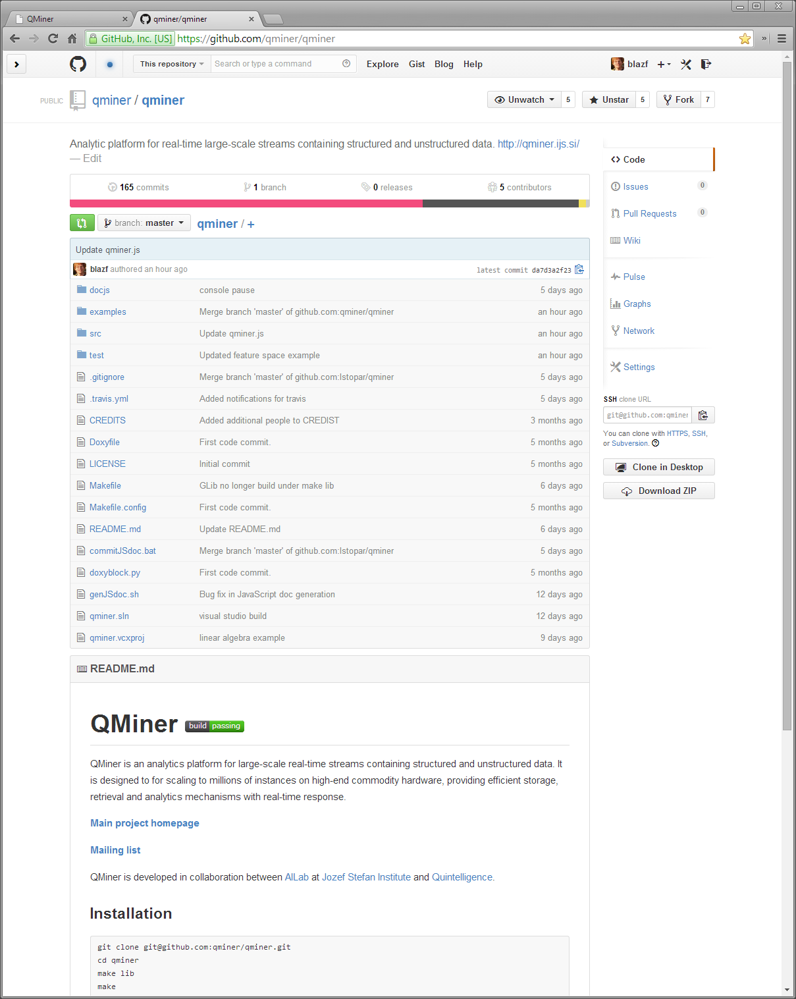 QMiner
qminer/qminer
GitHub, Inc. [US] https://github.com/qminer/qminer
This repository Search or type a command Explore Gist Blog Help blazf
PUBLIC qminer / qminer Unwatch 5 Unstar 5 Fork 7
Analytic platform for real-time large-scale streams containing structured and unstructured data. http://qminer.ijs.si/
— Edit
165 commits 1 branch 0 releases 5 contributors
branch: master qminer / +
Update qminer.js
blazf authored an hour ago latest commit da7d3a2f23
docjs console pause 5 days ago
examples Merge branch 'master' of github.com:qminer/qminer an hour ago
src Update qminer.js an hour ago
test Updated feature space example an hour ago
.gitignore Merge branch 'master' of github.com:lstopar/qminer 5 days ago
.travis.yml Added notifications for travis 5 days ago
CREDITS Added additional people to CREDIST 3 months ago
Doxyfile First code commit. 5 months ago
LICENSE Initial commit 5 months ago
Makefile GLib no longer build under make lib 6 days ago
Makefile.config First code commit. 5 months ago
README.md Update README.md 6 days ago
commitJSdoc.bat Merge branch 'master' of github.com:lstopar/qminer 5 days ago
doxyblock.py First code commit. 5 months ago
genJSdoc.sh Bug fix in JavaScript doc generation 12 days ago
qminer.sln visual studio build 12 days ago
qminer.vcxproj linear algebra example 9 days ago
Code
Issues 0
Pull Requests 0
Wiki
Pulse
Graphs
Network
Settings
SSH clone URL
git@github.com:qminer
You can clone with HTTPS, SSH,
or Subversion.
Clone in Desktop
Download ZIP
README.md
QMiner build passing
QMiner is an analytics platform for large-scale real-time streams containing structured and unstructured data. It
is designed to for scaling to millions of instances on high-end commodity hardware, providing efficient storage,
retrieval and analytics mechanisms with real-time response.
Main project homepage
Mailing list
QMiner is developed in collaboration between AILab at Jozef Stefan Institute and Quintelligence.
Installation
git clone git@github.com:qminer/qminer.git
cd qminer
make lib
make